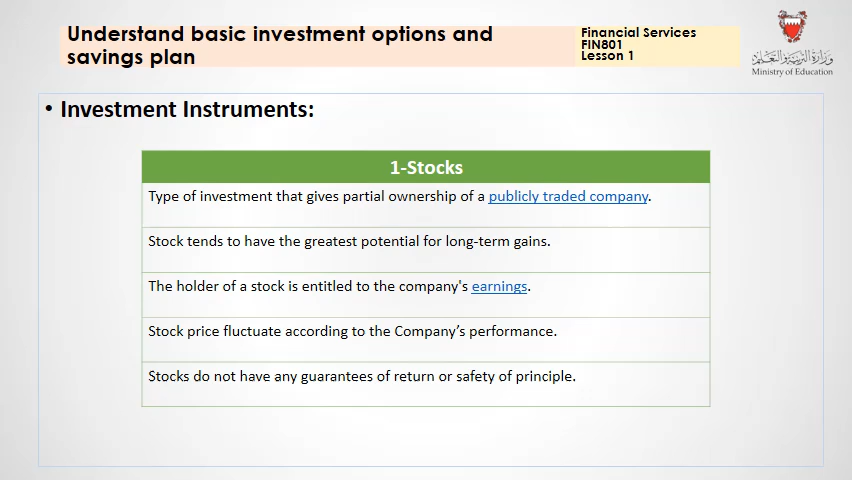 Understand basic investment options and
savings plan
Financial Services
FIN801
Lesson 1
وزارة التربية والتعليم
Ministry of Education
• Investment Instruments:
1-Stocks
Type of investment that gives partial ownership of a publicly traded company.
Stock tends to have the greatest potential for long-term gains.
The holder of a stock is entitled to the company's earnings.
Stock price fluctuate according to the Company’s performance.
Stocks do not have any guarantees of return or safety of principle.